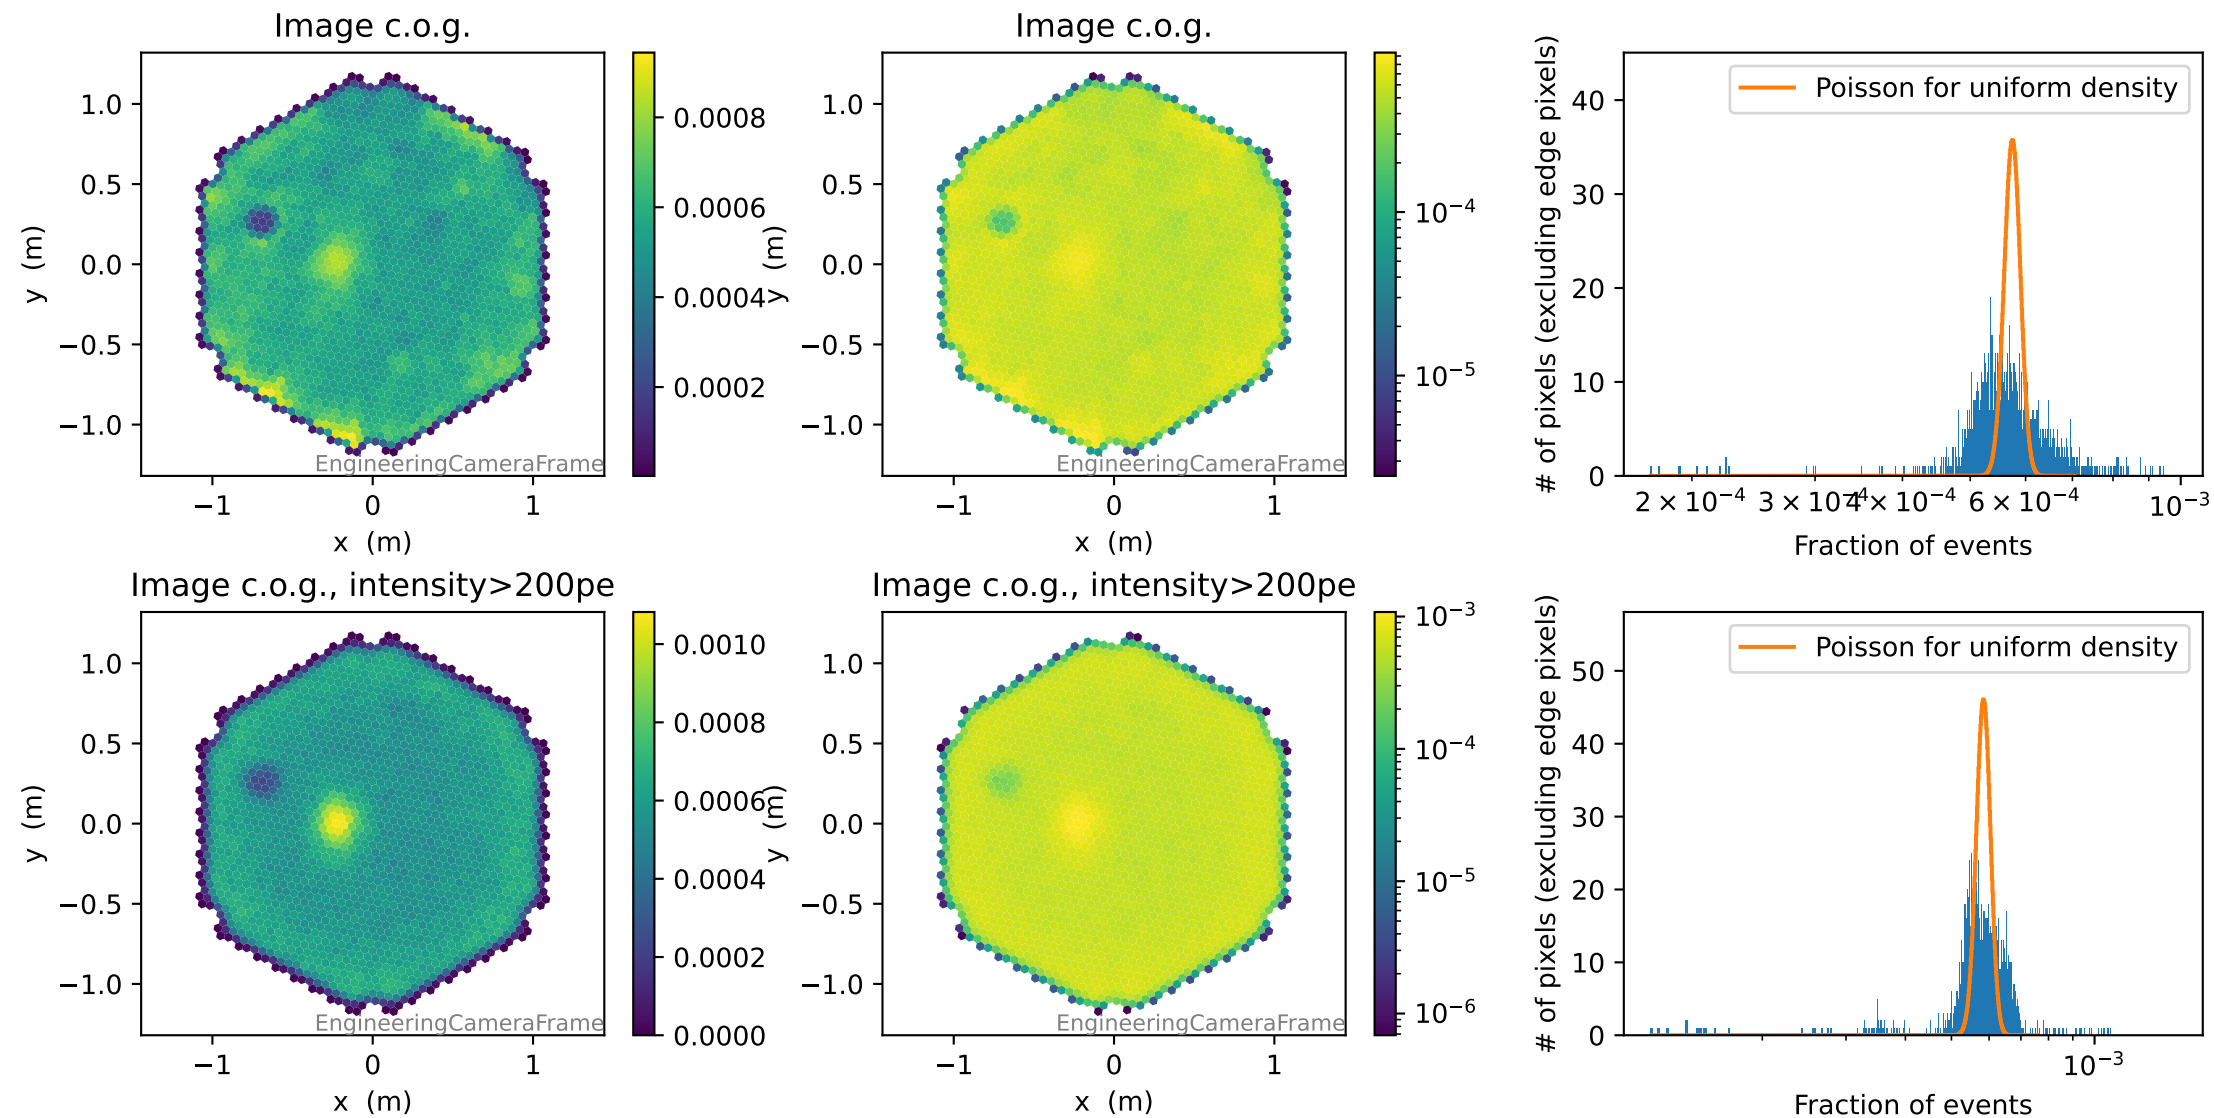 Image c.o.g.
y (m)
1.0
0.5
0.0
−0.5
−1.0
−1 0 1
x (m)
EngineeringCameraFrame
0.0008
0.0006
0.0004
0.0002
Image c.o.g.
y (m)
1.0
0.5
0.0
−0.5
−1.0
−1 0 1
x (m)
EngineeringCameraFrame
10⁻⁴
10⁻⁵
# of pixels (excluding edge pixels)
40
30
20
10
0
Poisson for uniform density
2 × 10⁻⁴ 3 × 10⁻⁴ 4 × 10⁻⁴ 6 × 10⁻⁴ 10⁻³
Fraction of events
Image c.o.g., intensity>200pe
y (m)
1.0
0.5
0.0
−0.5
−1.0
−1 0 1
x (m)
EngineeringCameraFrame
0.0010
0.0008
0.0006
0.0004
0.0002
0.0000
Image c.o.g., intensity>200pe
y (m)
1.0
0.5
0.0
−0.5
−1.0
−1 0 1
x (m)
EngineeringCameraFrame
10⁻³
10⁻⁴
10⁻⁵
10⁻⁶
# of pixels (excluding edge pixels)
50
40
30
20
10
0
Poisson for uniform density
10⁻³
Fraction of events